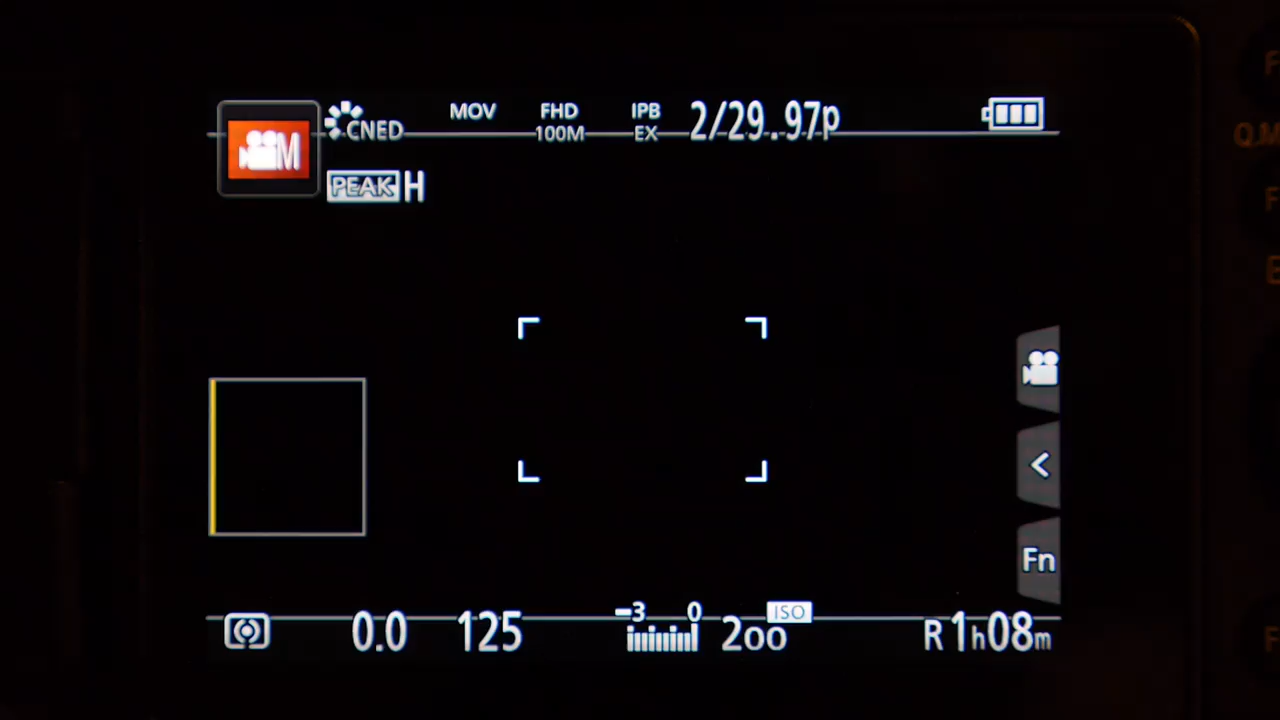 M CNED MOV FHD 100M IPB EX 2/29.97p
PEAK H
Fn
-3 0 ISO
0.0 125 200 R 1h08m
Q.M